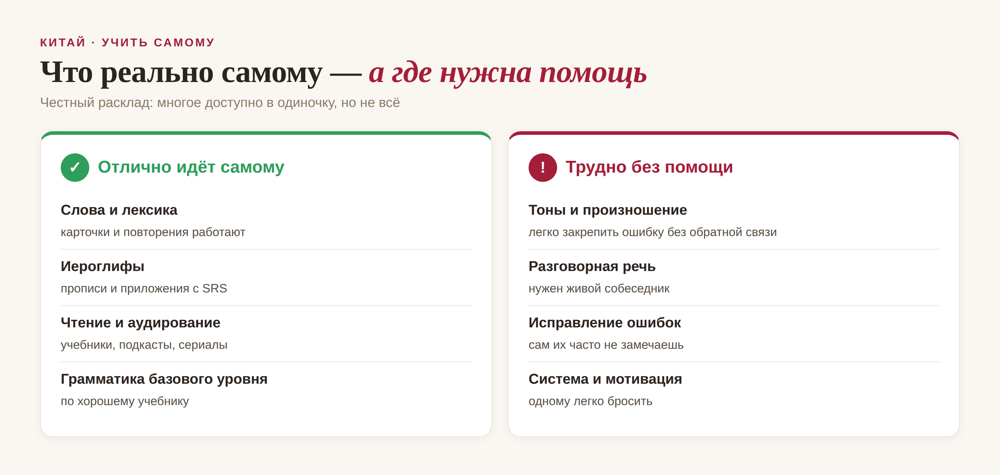 КИТАЙ · УЧИТЬ САМОМУ
Что реально самому — а где нужна помощь
Честный расклад: многое доступно в одиночку, но не всё
✓ Отлично идёт самому
Слова и лексика
карточки и повторения работают
Иероглифы
прописи и приложения с SRS
Чтение и аудирование
учебники, подкасты, сериалы
Грамматика базового уровня
по хорошему учебнику
! Трудно без помощи
Тоны и произношение
легко закрепить ошибку без обратной связи
Разговорная речь
нужен живой собеседник
Исправление ошибок
сам их часто не замечаешь
Система и мотивация
одному легко бросить